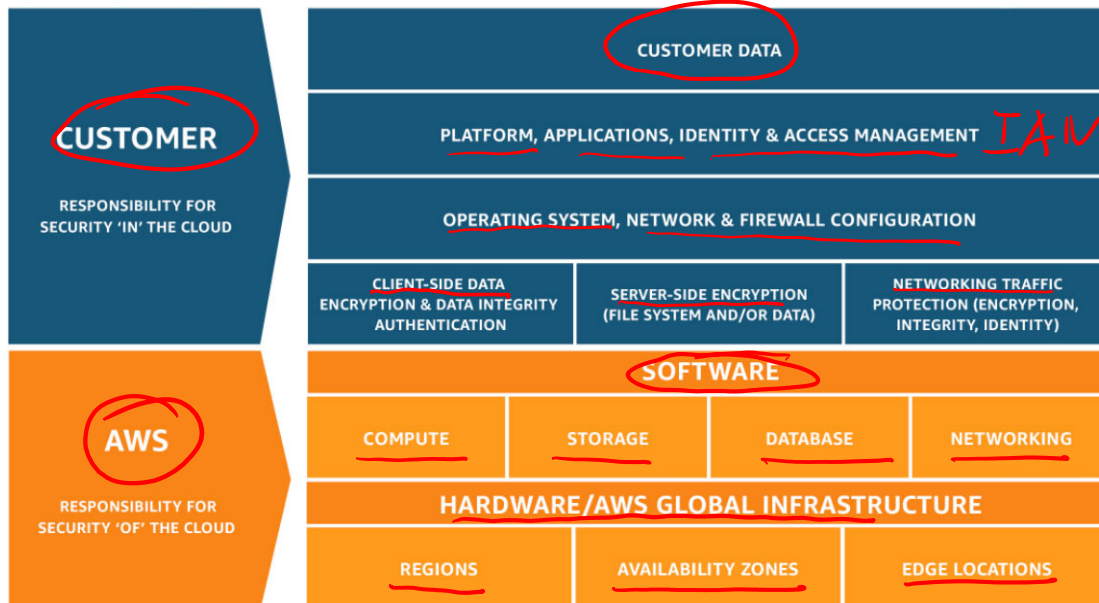 CUSTOMER
RESPONSIBILITY FOR
SECURITY ‘IN’ THE CLOUD
CUSTOMER DATA
PLATFORM, APPLICATIONS, IDENTITY & ACCESS MANAGEMENT IAM
OPERATING SYSTEM, NETWORK & FIREWALL CONFIGURATION
CLIENT-SIDE DATA
ENCRYPTION & DATA INTEGRITY
AUTHENTICATION
SERVER-SIDE ENCRYPTION
(FILE SYSTEM AND/OR DATA)
NETWORKING TRAFFIC
PROTECTION (ENCRYPTION,
INTEGRITY, IDENTITY)
AWS
RESPONSIBILITY FOR
SECURITY ‘OF’ THE CLOUD
SOFTWARE
COMPUTE
STORAGE
DATABASE
NETWORKING
HARDWARE/AWS GLOBAL INFRASTRUCTURE
REGIONS
AVAILABILITY ZONES
EDGE LOCATIONS